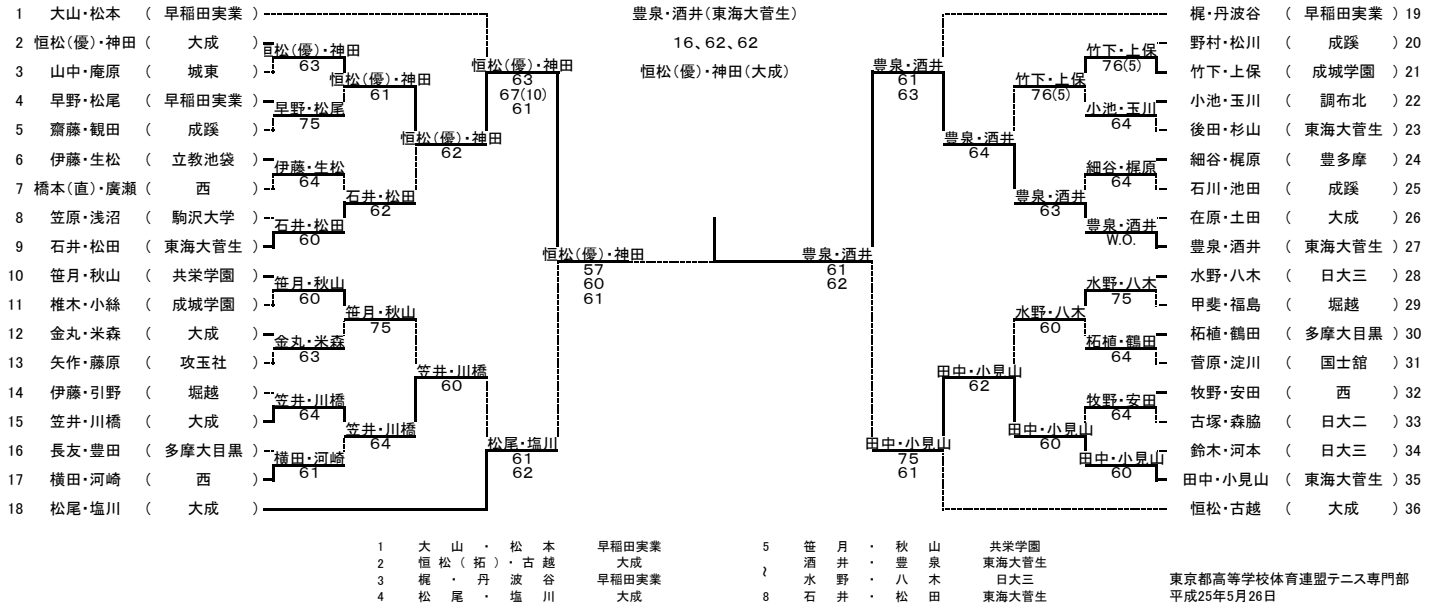 豊泉・酒井(東海大菅生)
16、62、62
恒松(優)・神田(大成)
1 大山・松本 ( 早稲田実業 )
2 恒松(優)・神田 ( 大成 )
3 山中・庵原 ( 城東 )
4 早野・松尾 ( 早稲田実業 )
5 齋藤・観田 ( 成蹊 )
6 伊藤・生松 ( 立教池袋 )
7 橋本(直)・廣瀬 ( 西 )
8 笠原・浅沼 ( 駒沢大学 )
9 石井・松田 ( 東海大菅生 )
10 笹月・秋山 ( 共栄学園 )
11 椎木・小絲 ( 成城学園 )
12 金丸・米森 ( 大成 )
13 矢作・藤原 ( 攻玉社 )
14 伊藤・引野 ( 堀越 )
15 笠井・川橋 ( 大成 )
16 長友・豊田 ( 多摩大目黒 )
17 横田・河崎 ( 西 )
18 松尾・塩川 ( 大成 )
恒松(優)・神田
63
早野・松尾
75
伊藤・生松
64
石井・松田
60
笹月・秋山
60
金丸・米森
63
笠井・川橋
64
横田・河崎
61
恒松(優)・神田
61
石井・松田
62
笹月・秋山
75
笠井・川橋
64
恒松(優)・神田
62
笠井・川橋
60
恒松(優)・神田
63
67(10)
61
松尾・塩川
61
62
恒松(優)・神田
57
60
61
豊泉・酒井
61
62
豊泉・酒井
61
63
田中・小見山
75
61
豊泉・酒井
64
田中・小見山
62
竹下・上保
76(5)
豊泉・酒井
63
水野・八木
60
田中・小見山
60
竹下・上保
76(5)
小池・玉川
64
細谷・梶原
64
豊泉・酒井
W.O.
水野・八木
75
柘植・鶴田
64
牧野・安田
64
田中・小見山
60
梶・丹波谷 ( 早稲田実業 ) 19
野村・松川 ( 成蹊 ) 20
竹下・上保 ( 成城学園 ) 21
小池・玉川 ( 調布北 ) 22
後田・杉山 ( 東海大菅生 ) 23
細谷・梶原 ( 豊多摩 ) 24
石川・池田 ( 成蹊 ) 25
在原・土田 ( 大成 ) 26
豊泉・酒井 ( 東海大菅生 ) 27
水野・八木 ( 日大三 ) 28
甲斐・福島 ( 堀越 ) 29
柘植・鶴田 ( 多摩大目黒 ) 30
菅原・淀川 ( 国士舘 ) 31
牧野・安田 ( 西 ) 32
古塚・森脇 ( 日大二 ) 33
鈴木・河本 ( 日大三 ) 34
田中・小見山 ( 東海大菅生 ) 35
恒松・古越 ( 大成 ) 36
1 大山・松本 早稲田実業
2 恒松(拓)・古越 大成
3 梶・丹波谷 早稲田実業
4 松尾・塩川 大成
5 笹月・秋山 共栄学園
酒井・豊泉 東海大菅生
~ 水野・八木 日大三
8 石井・松田 東海大菅生
東京都高等学校体育連盟テニス専門部
平成25年5月26日